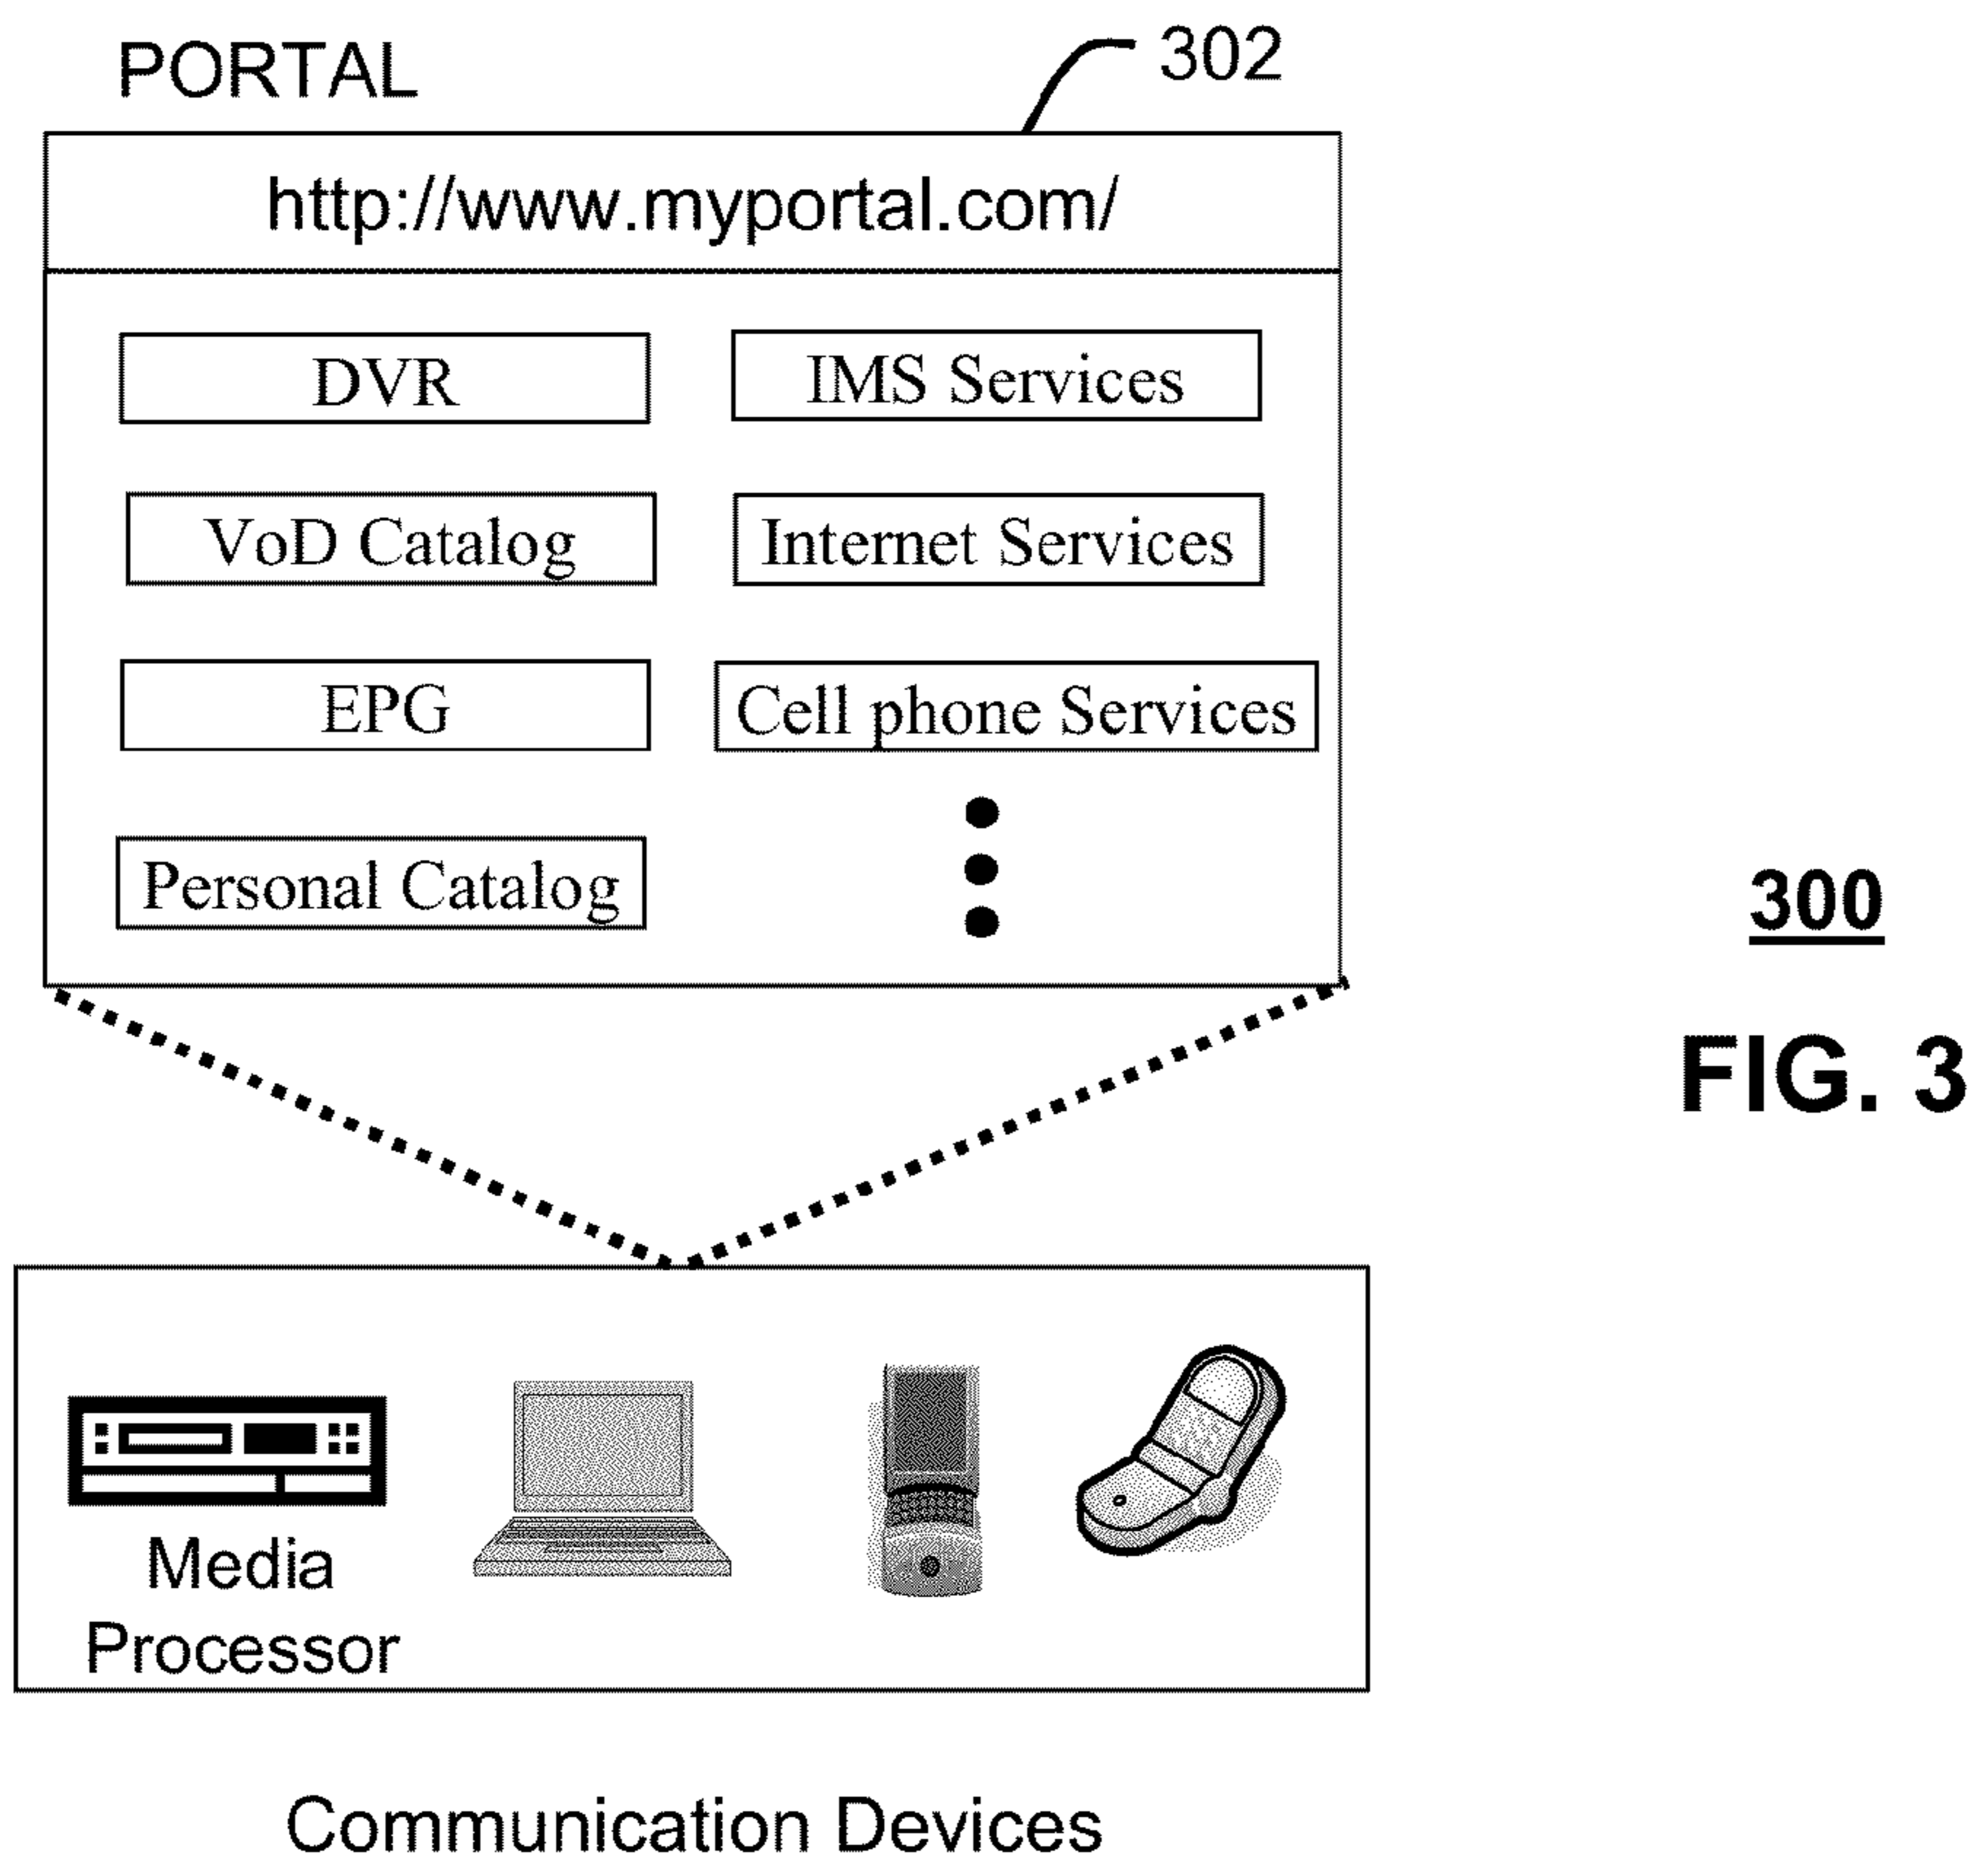 PORTAL
302
http://www.myportal.com/
DVR
IMS Services
VoD Catalog
Internet Services
EPG
Cell phone Services
Personal Catalog
300
FIG. 3
Media
Processor
Communication Devices